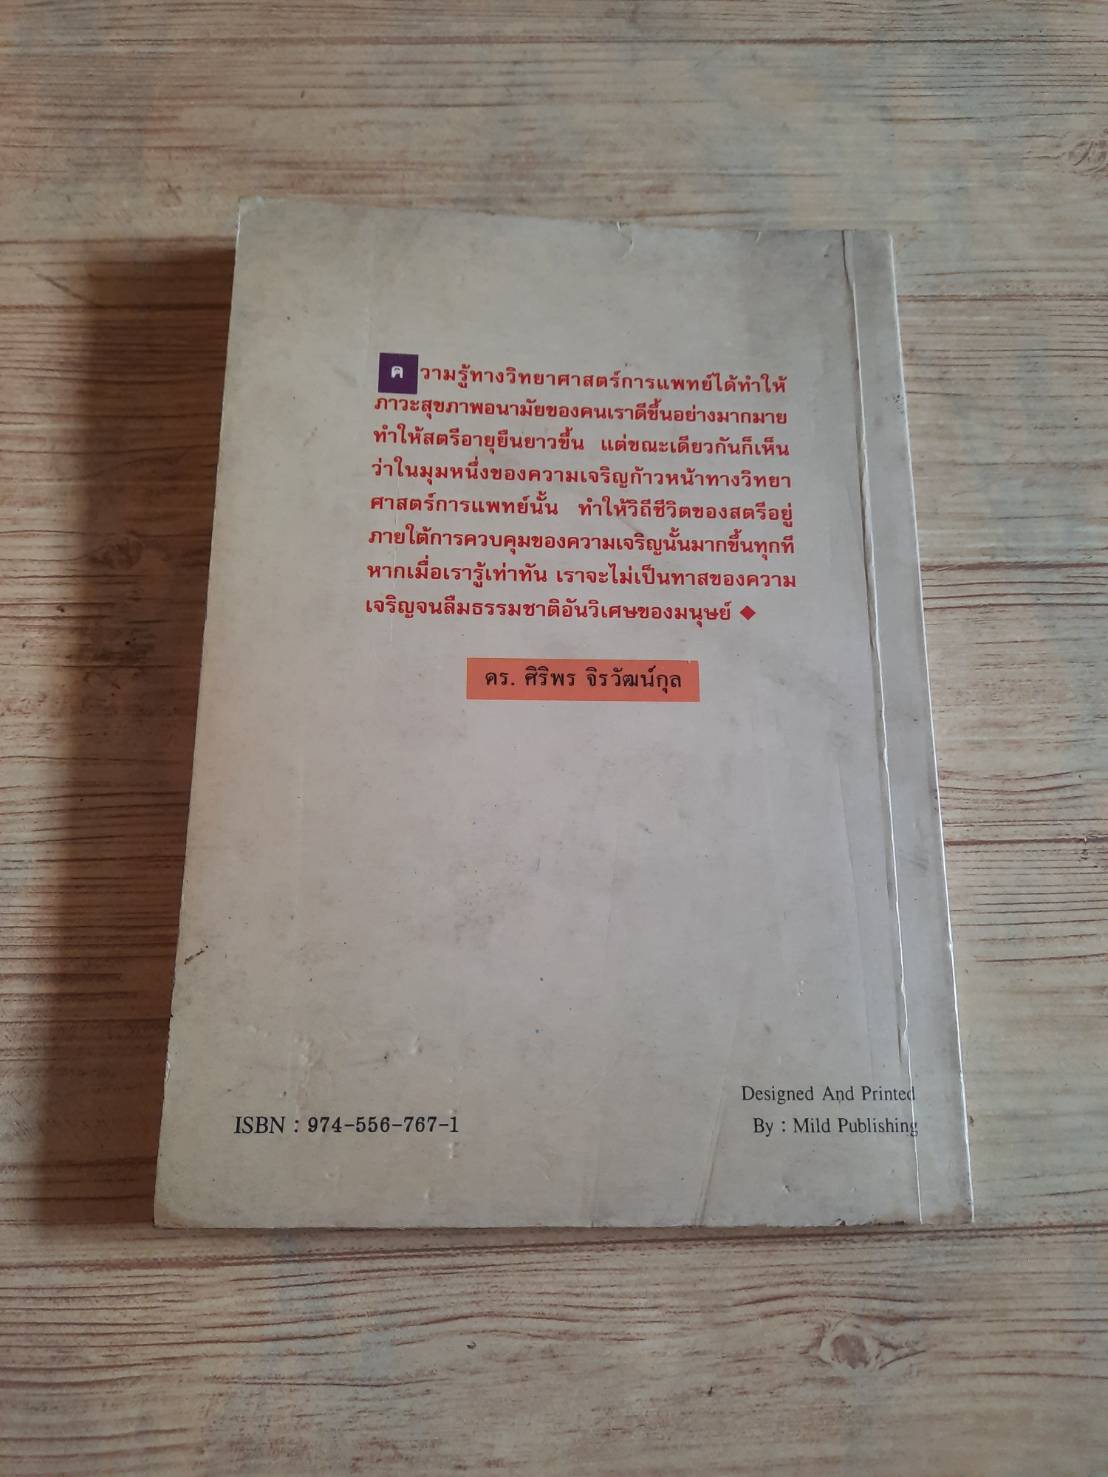 ความรู้ทางวิทยาศาสตร์การแพทย์ได้ทำให้
ภาวะสุขภาพอนามัยของคนเราดีขึ้นอย่างมากมาย
ทำให้สตรีอายุยืนยาวขึ้น แต่ขณะเดียวกันก็เห็น
ว่าในมุมหนึ่งของความเจริญก้าวหน้าทางวิทยา
ศาสตร์การแพทย์นั้น ทำให้วิถีชีวิตของสตรีอยู่
ภายใต้การควบคุมของความเจริญนั้นมากขึ้นทุกที
หากเมื่อเรารู้เท่าทัน เราจะไม่เป็นทาสของความ
เจริญจนลืมธรรมชาติอันวิเศษของมนุษย์ ◆
ดร. ศิริพร จิรวัฒน์กุล
Designed And Printed
ISBN : 974-556-767-1
By : Mild Publishing